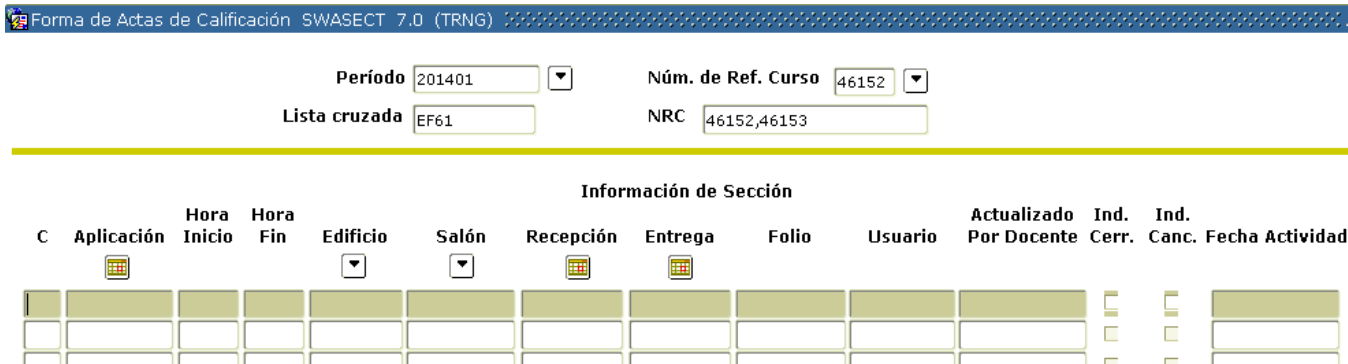 Forma de Actas de Calificación SWASECT 7.0 (TRNG)
Período 201401 Núm. de Ref. Curso 46152
Lista cruzada EF61 NRC 46152,46153
Información de Sección
Hora Hora Actualizado Ind. Ind.
C Aplicación Inicio Fin Edificio Salón Recepción Entrega Folio Usuario Por Docente Cerr. Canc. Fecha Actividad